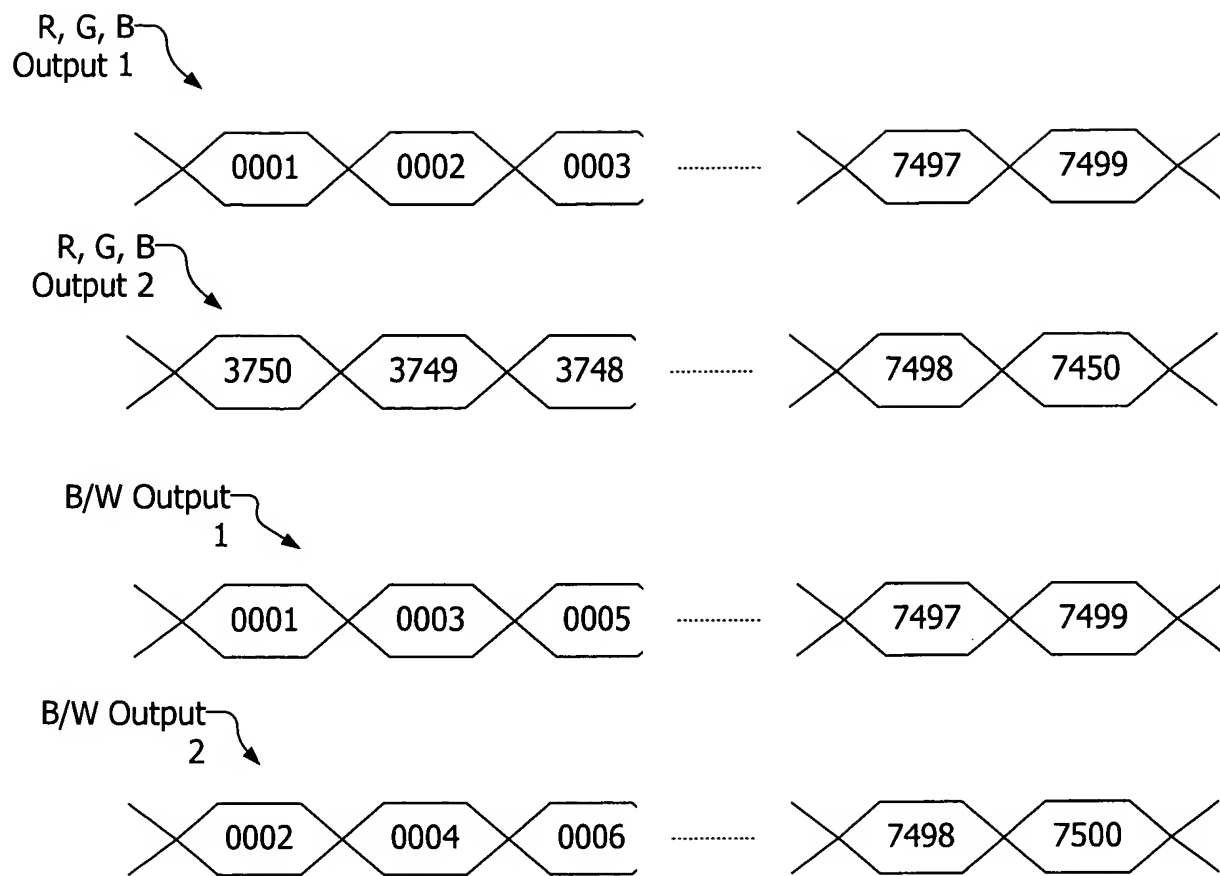 R, G, B
Output 1
0001 0002 0003 7497 7499
R, G, B
Output 2
3750 3749 3748 7498 7450
B/W Output
1
0001 0003 0005 7497 7499
B/W Output
2
0002 0004 0006 7498 7500